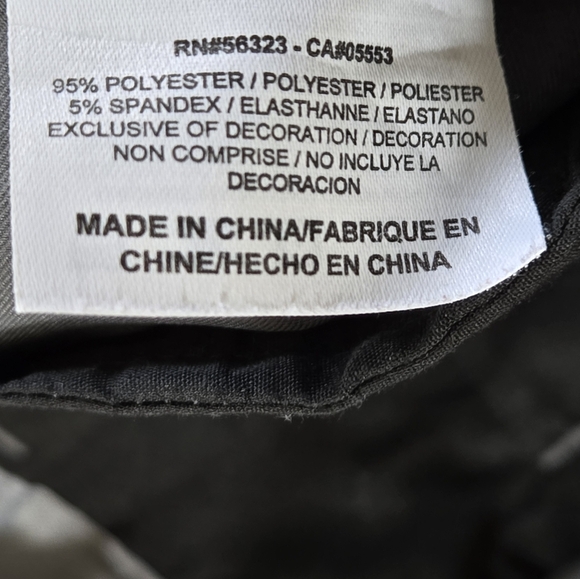 RN#56323 - CA#05553
95% POLYESTER / POLYESTER / POLIESTER
5% SPANDEX / ELASTHANNE / ELASTANO
EXCLUSIVE OF DECORATION / DECORATION
NON COMPRISE / NO INCLUYE LA
DECORACION
MADE IN CHINA/FABRIQUE EN
CHINE/HECHO EN CHINA